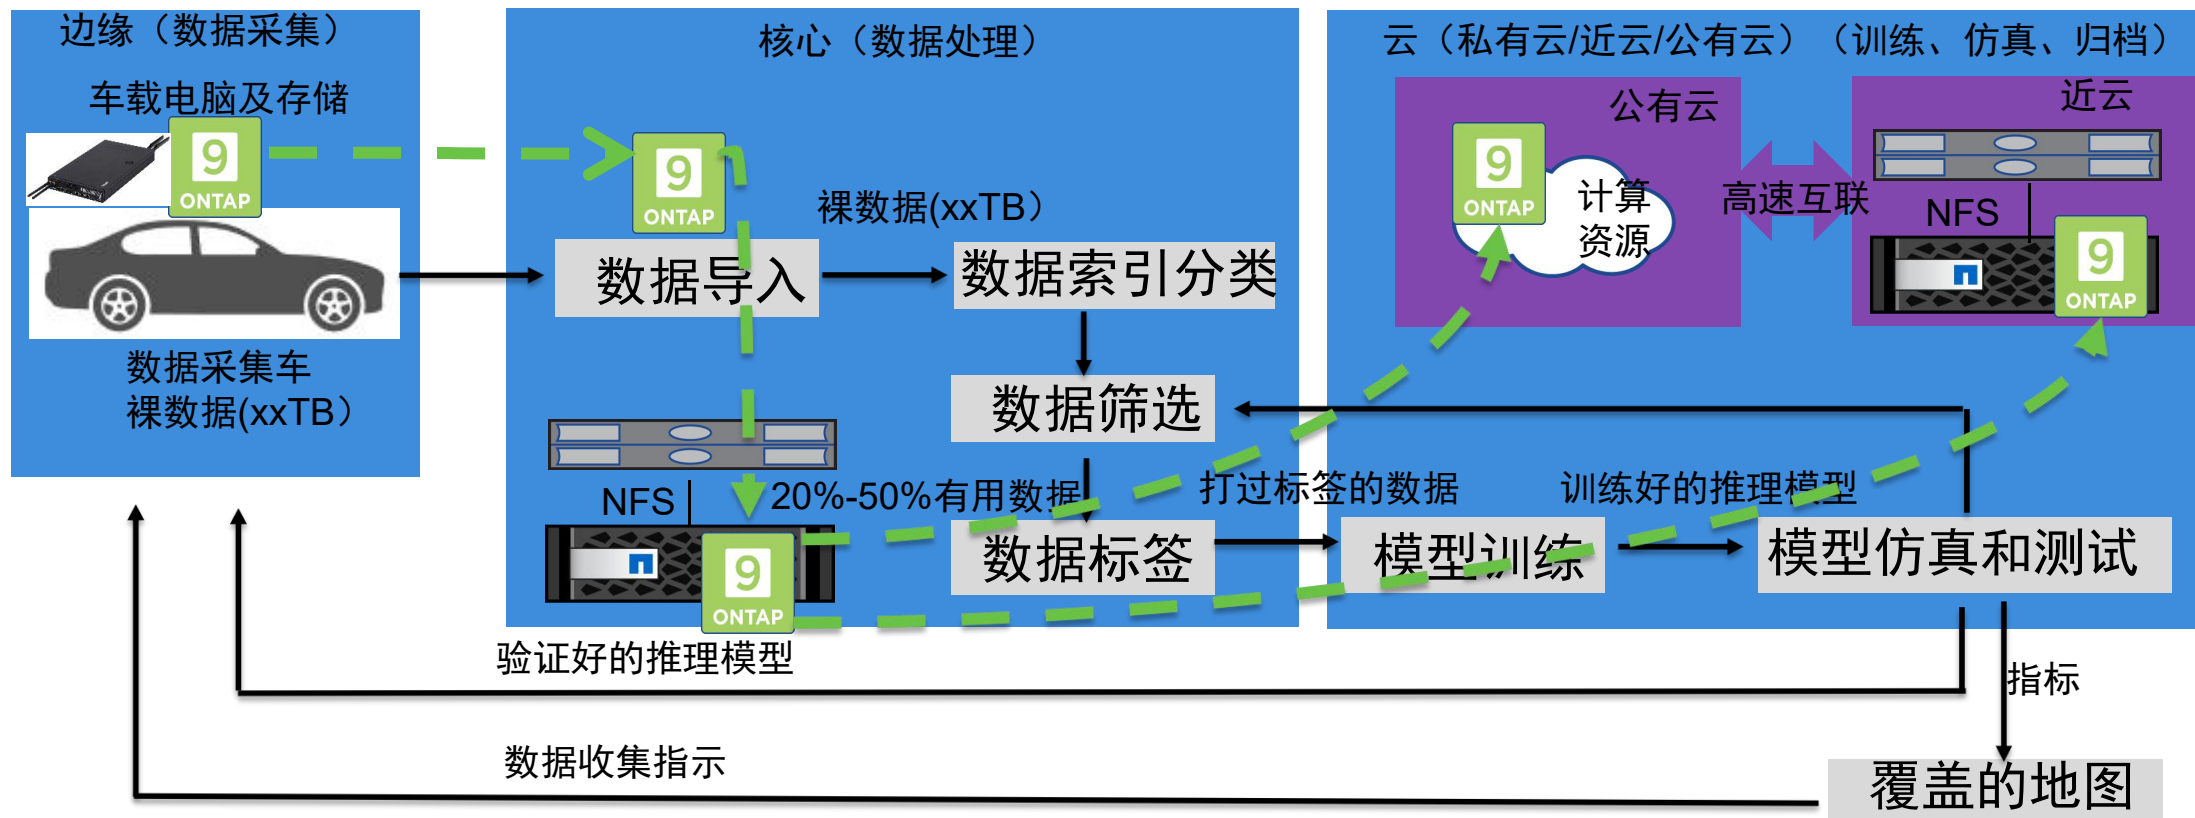 边缘（数据采集）
车载电脑及存储
9
ONTAP
数据采集车
裸数据(xxTB）
核心（数据处理）
9
ONTAP
裸数据(xxTB）
数据导入
数据索引分类
数据筛选
NFS
20%-50%有用数据
9
ONTAP
数据标签
云（私有云/近云/公有云）（训练、仿真、归档）
公有云
9
ONTAP
计算
资源
高速互联
近云
NFS
9
ONTAP
打过标签的数据
训练好的推理模型
模型训练
模型仿真和测试
验证好的推理模型
指标
数据收集指示
覆盖的地图